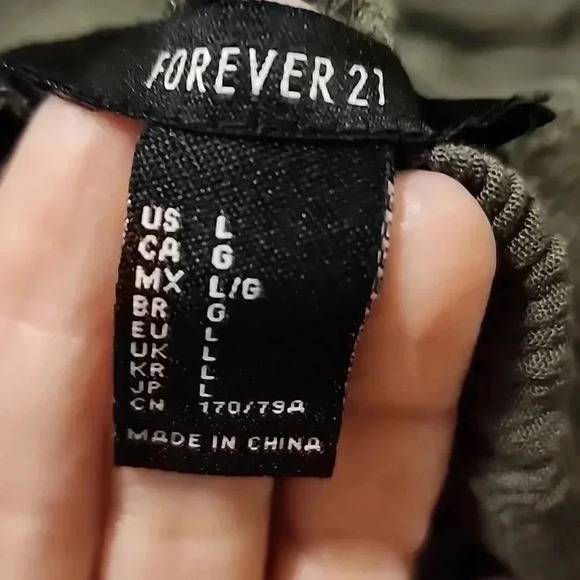 FOREVER 21
US L
CA G
MX L/G
BR G
EU L
UK L
KR L
JP L
CN 170/79A
MADE IN CHINA